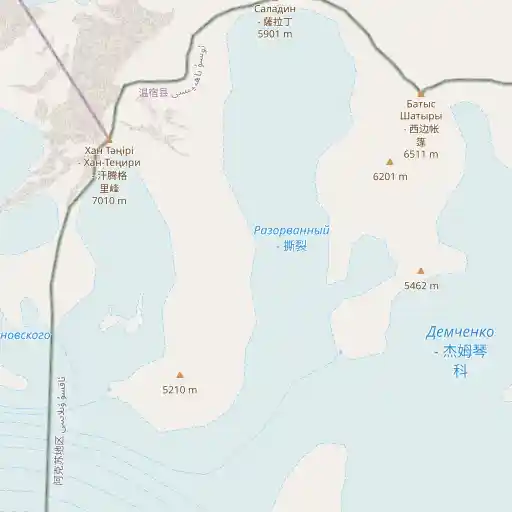 Саладин
- 薩拉丁
5901 m
温宿县
Батыс
Шатыры
- 西边帐
篷
6511 m
Хан Тәңірі
- Хан-Теңири
- 汗腾格
里峰
7010 m
6201 m
Разорванный
- 撕裂
5462 m
Демченко
- 杰姆琴
科
новского
5210 m
阿克苏地区